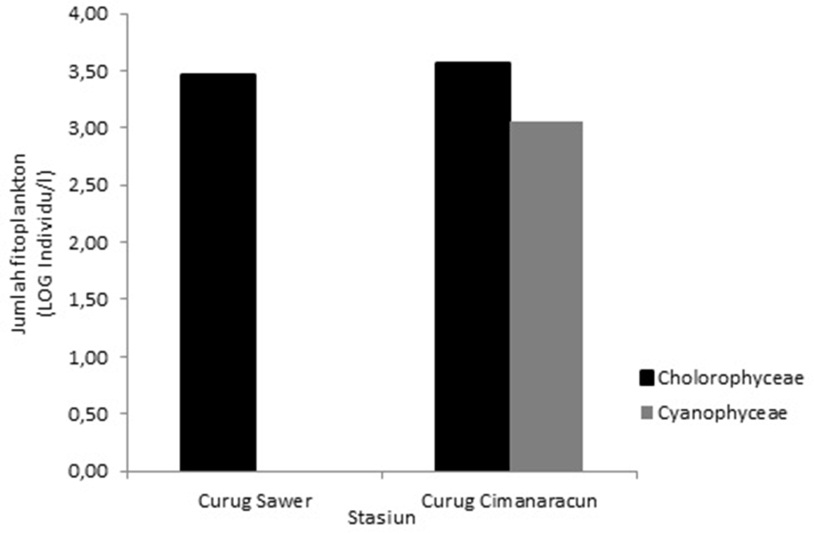 4,00
3,50
3,00
2,50
2,00
1,50
1,00
0,50
0,00
Jumlah fitoplankton
(LOG Individu/l)
Curug Sawer
Curug Cimanaracun
Stasiun
Cholorophyceae
Cyanophyceae